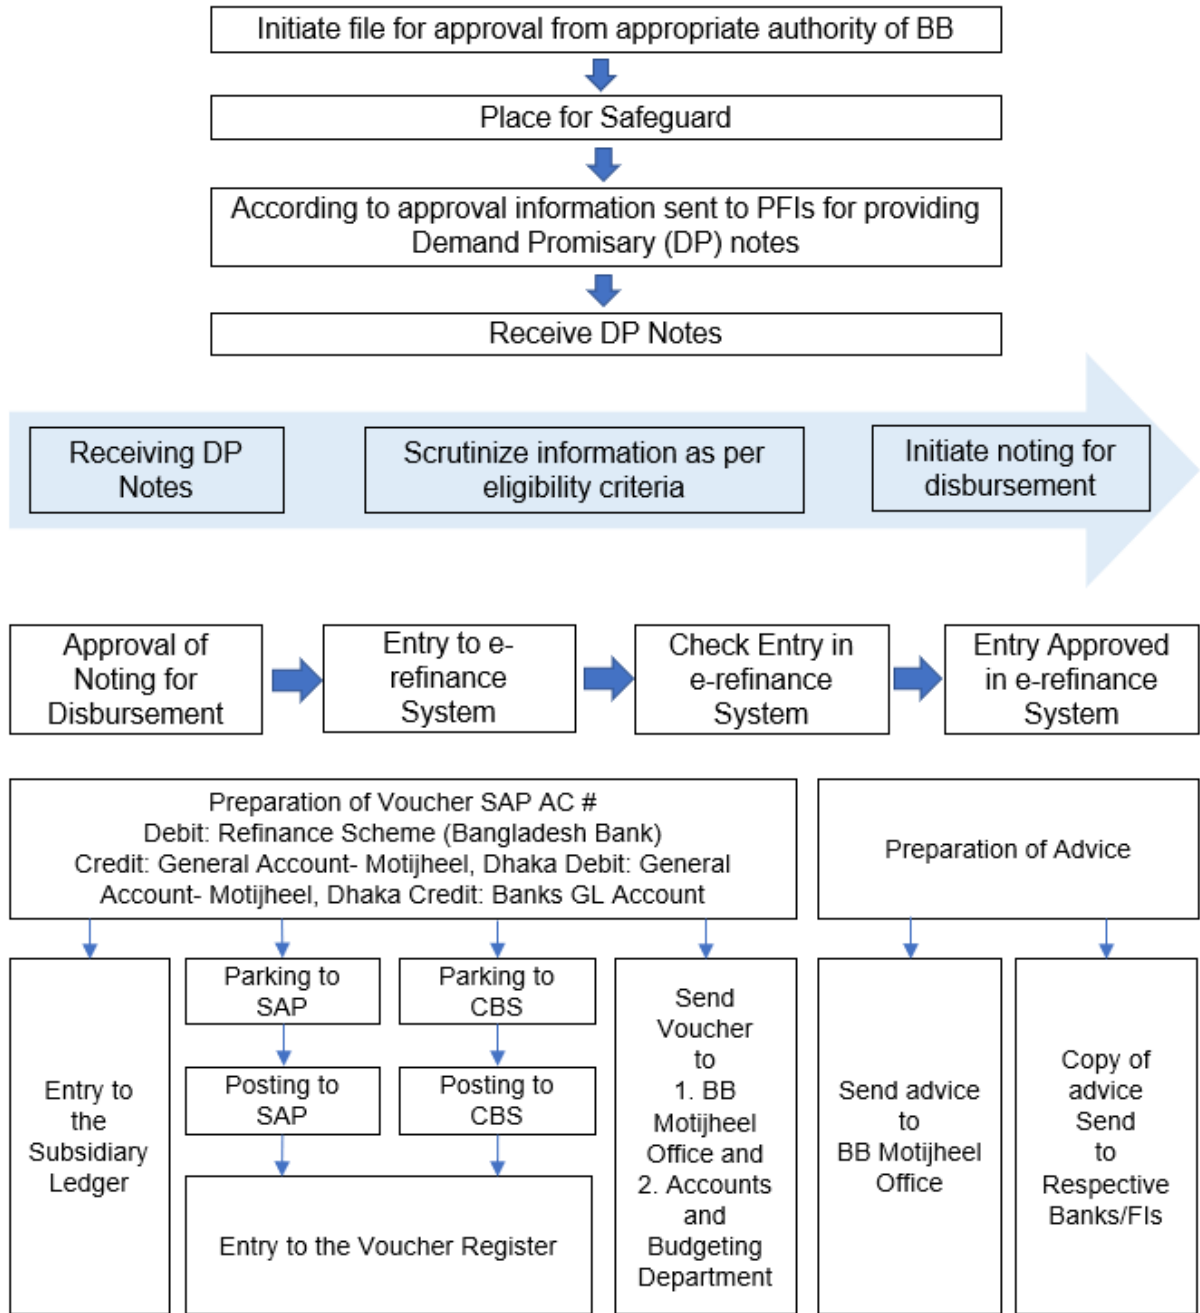 Initiate file for approval from appropriate authority of BB
Place for Safeguard
According to approval information sent to PFIs for providing
Demand Promisary (DP) notes
Receive DP Notes
Receiving DP
Notes
Scrutinize information as per
eligibility criteria
Initiate noting for
disbursement
Approval of
Noting for
Disbursement
Entry to e-
refinance
System
Check Entry in
e-refinance
System
Entry Approved
in e-refinance
System
Preparation of Voucher SAP AC #
Debit: Refinance Scheme (Bangladesh Bank)
Credit: General Account- Motijheel, Dhaka Debit: General
Account- Motijheel, Dhaka Credit: Banks GL Account
Preparation of Advice
Entry to
the
Subsidiary
Ledger
Parking to
SAP
Posting to
SAP
Parking to
CBS
Posting to
CBS
Entry to the Voucher Register
Send
Voucher
to
1. BB
Motijheel
Office and
2. Accounts
and
Budgeting
Department
Send advice
to
BB Motijheel
Office
Copy of
advice
Send
to
Respective
Banks/FIs